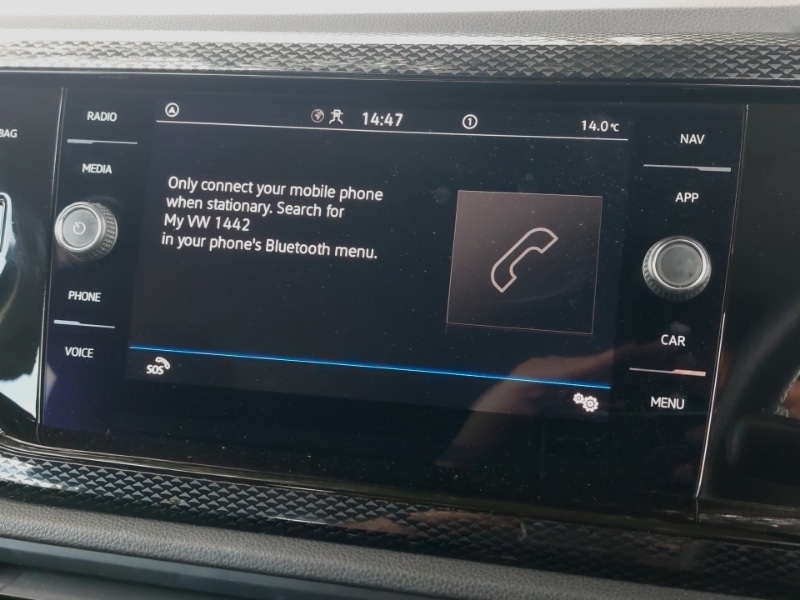 BAG
RADIO
MEDIA
PHONE
VOICE
14:47
1
14.0°C
Only connect your mobile phone
when stationary. Search for
My VW 1442
in your phone's Bluetooth menu.
SOS
NAV
APP
CAR
MENU